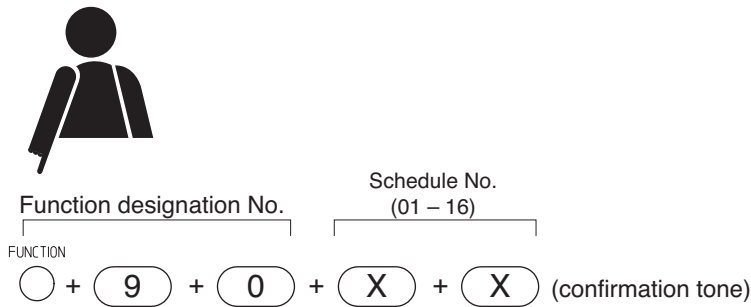 Schedule No.
Function designation No. (01 – 16)
FUNCTION
+ 9 + 0 + X + X (confirmation tone)